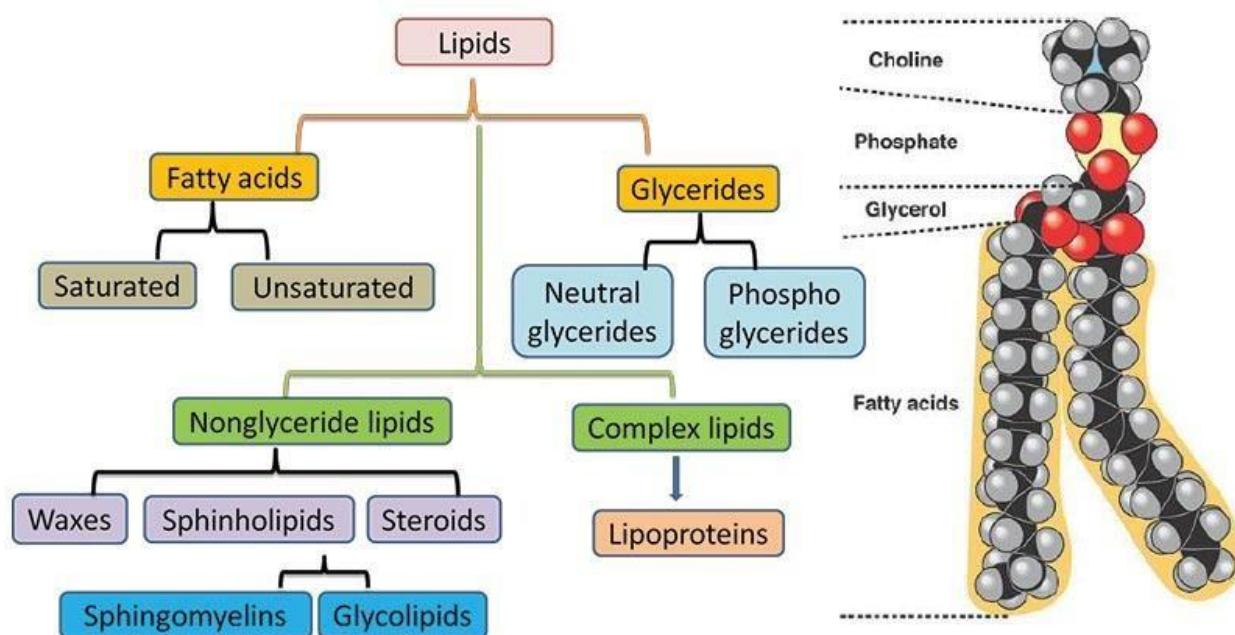 Lipids
Fatty acids
Glycerides
Saturated
Unsaturated
Neutral
glycerides
Phospho
glycerides
Nonglyceride lipids
Complex lipids
Waxes
Sphinholipids
Steroids
Lipoproteins
Sphingomyelins
Glycolipids
Choline
Phosphate
Glycerol
Fatty acids